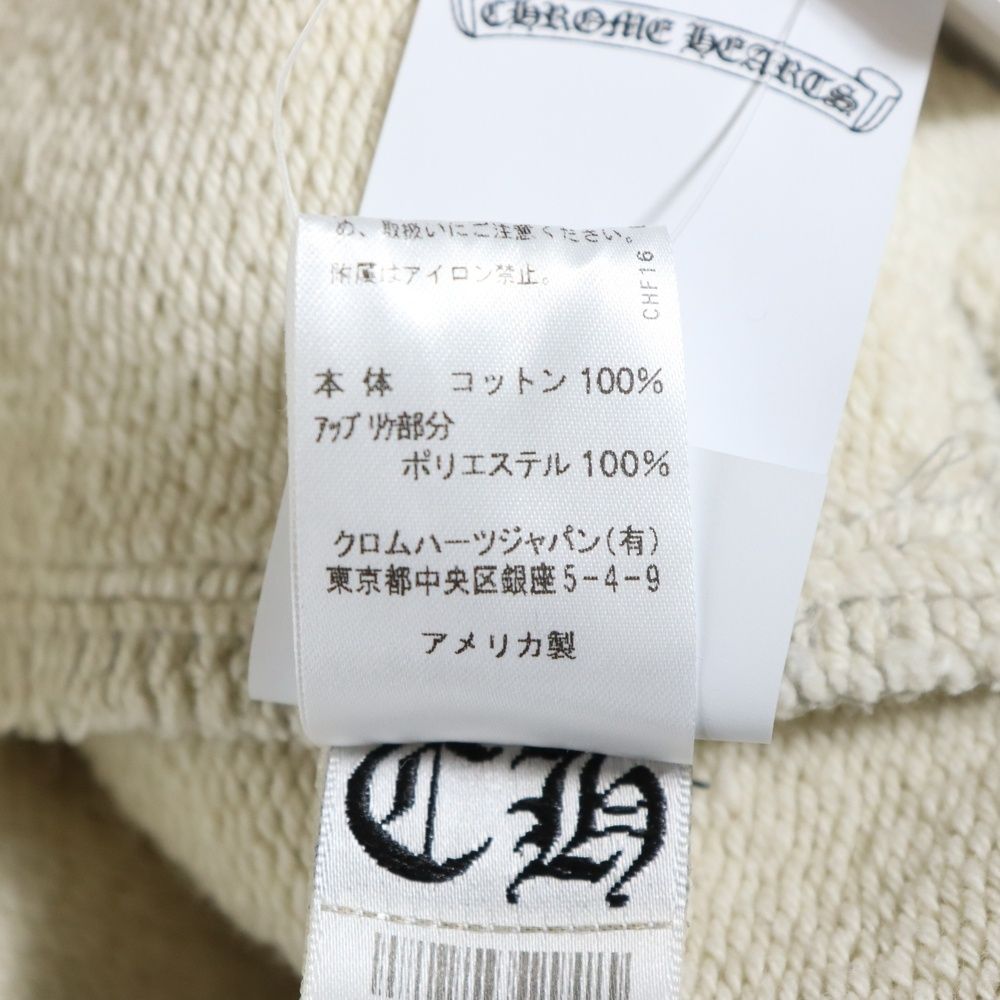 CHROME HEARTS
め、取扱いにご注意ください。
附属はアイロン禁止。
CHF16
本体 コットン 100%
アップリケ部分
ポリエステル 100%
クロムハーツジャパン(有)
東京都中央区銀座5-4-9
アメリカ製
CH